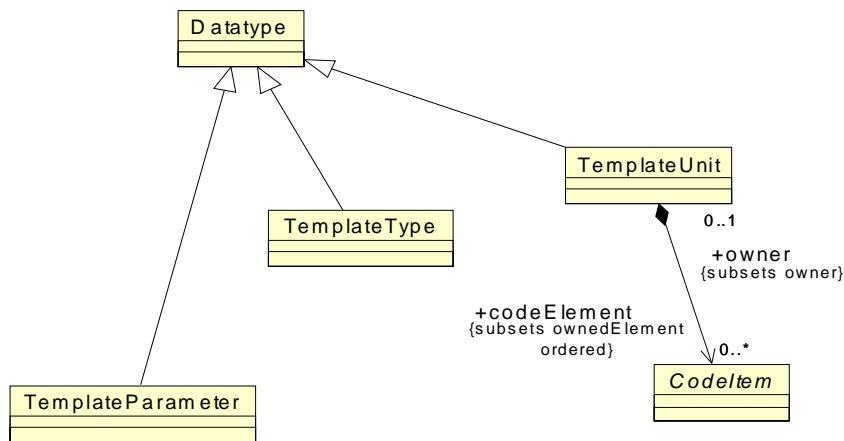 Datatype
TemplateUnit
0..1
TemplateType
+owner
{subsets owner}
+codeElement
{subsets ownedElement
ordered}
0..*
CodeItem
TemplateParameter